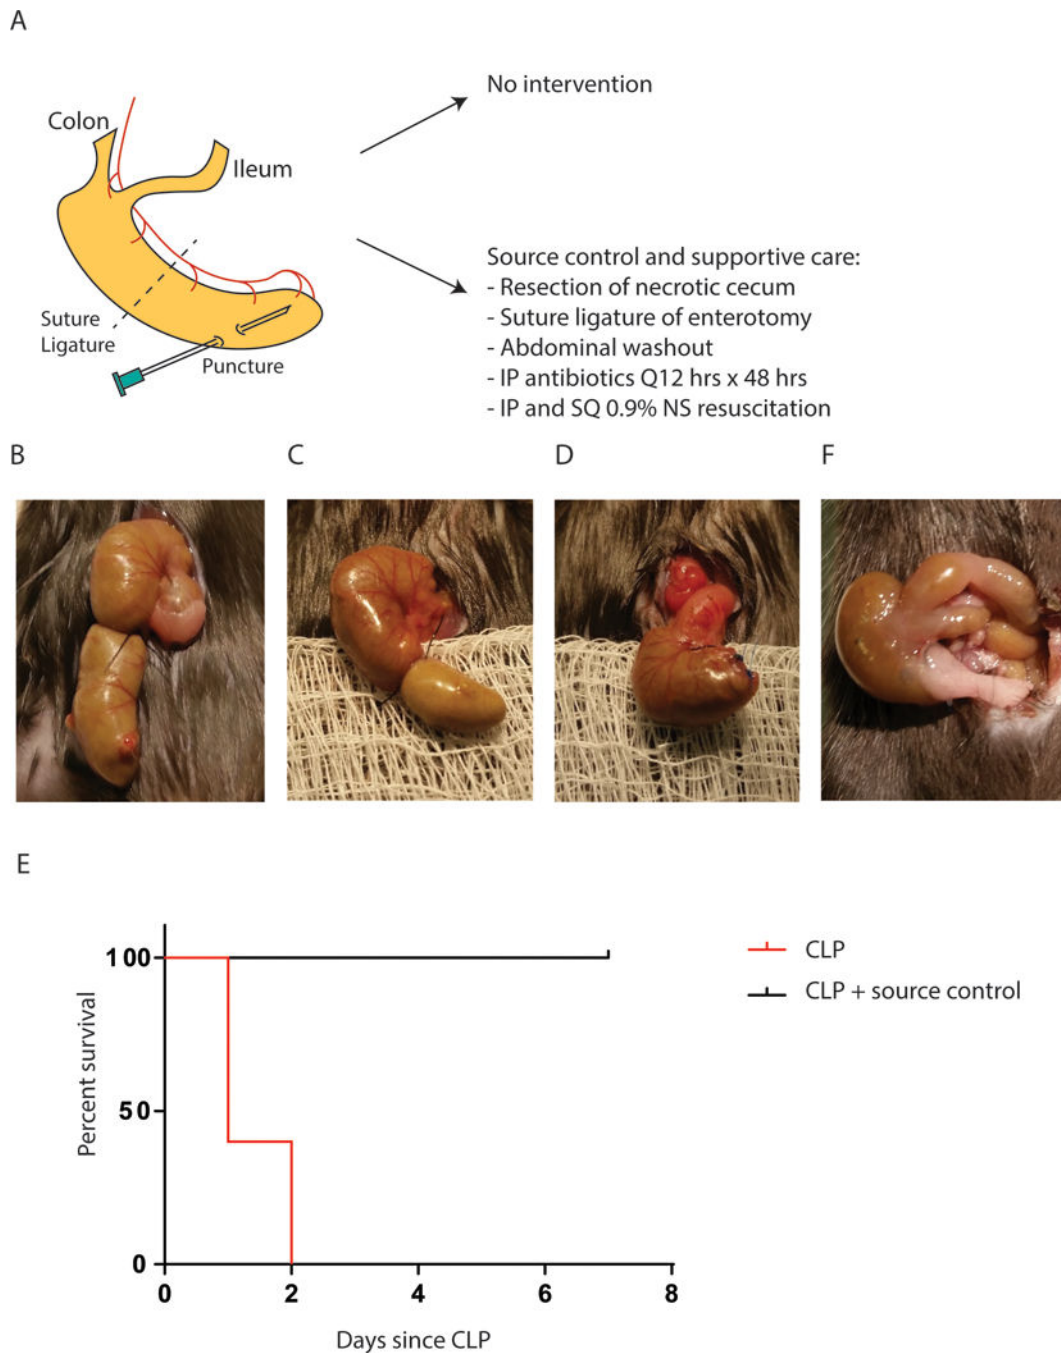 A
No intervention
Colon
Ileum
Suture
Ligature
Puncture
Source control and supportive care:
- Resection of necrotic cecum
- Suture ligature of enterotomy
- Abdominal washout
- IP antibiotics Q12 hrs x 48 hrs
- IP and SQ 0.9% NS resuscitation
B
C
D
F
E
100
50
0
Percent survival
0
2
4
6
8
Days since CLP
CLP
CLP + source control